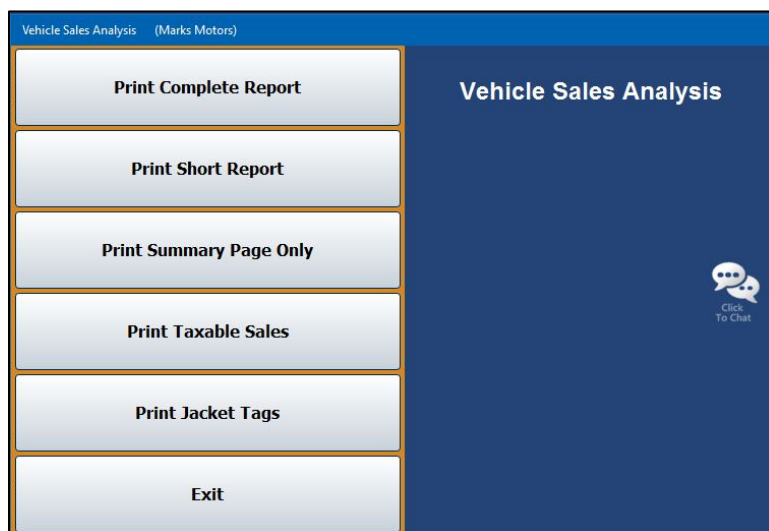 Vehicle Sales Analysis (Marks Motors)
Print Complete Report
Vehicle Sales Analysis
Print Short Report
Print Summary Page Only
Click
To Chat
Print Taxable Sales
Print Jacket Tags
Exit